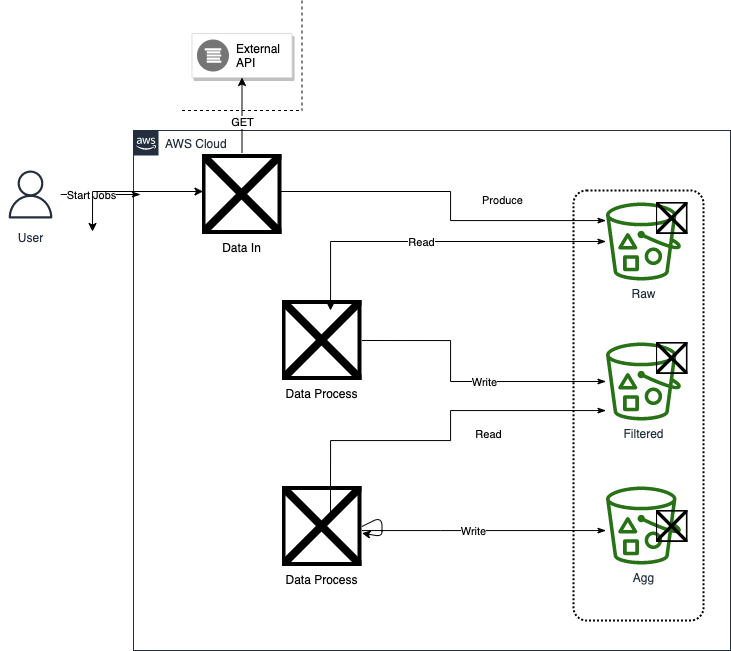 External
API
GET
aws
AWS Cloud
Start Jobs
User
Data In
Produce
Read
Raw
Data Process
Write
Filtered
Read
Write
Data Process
Agg